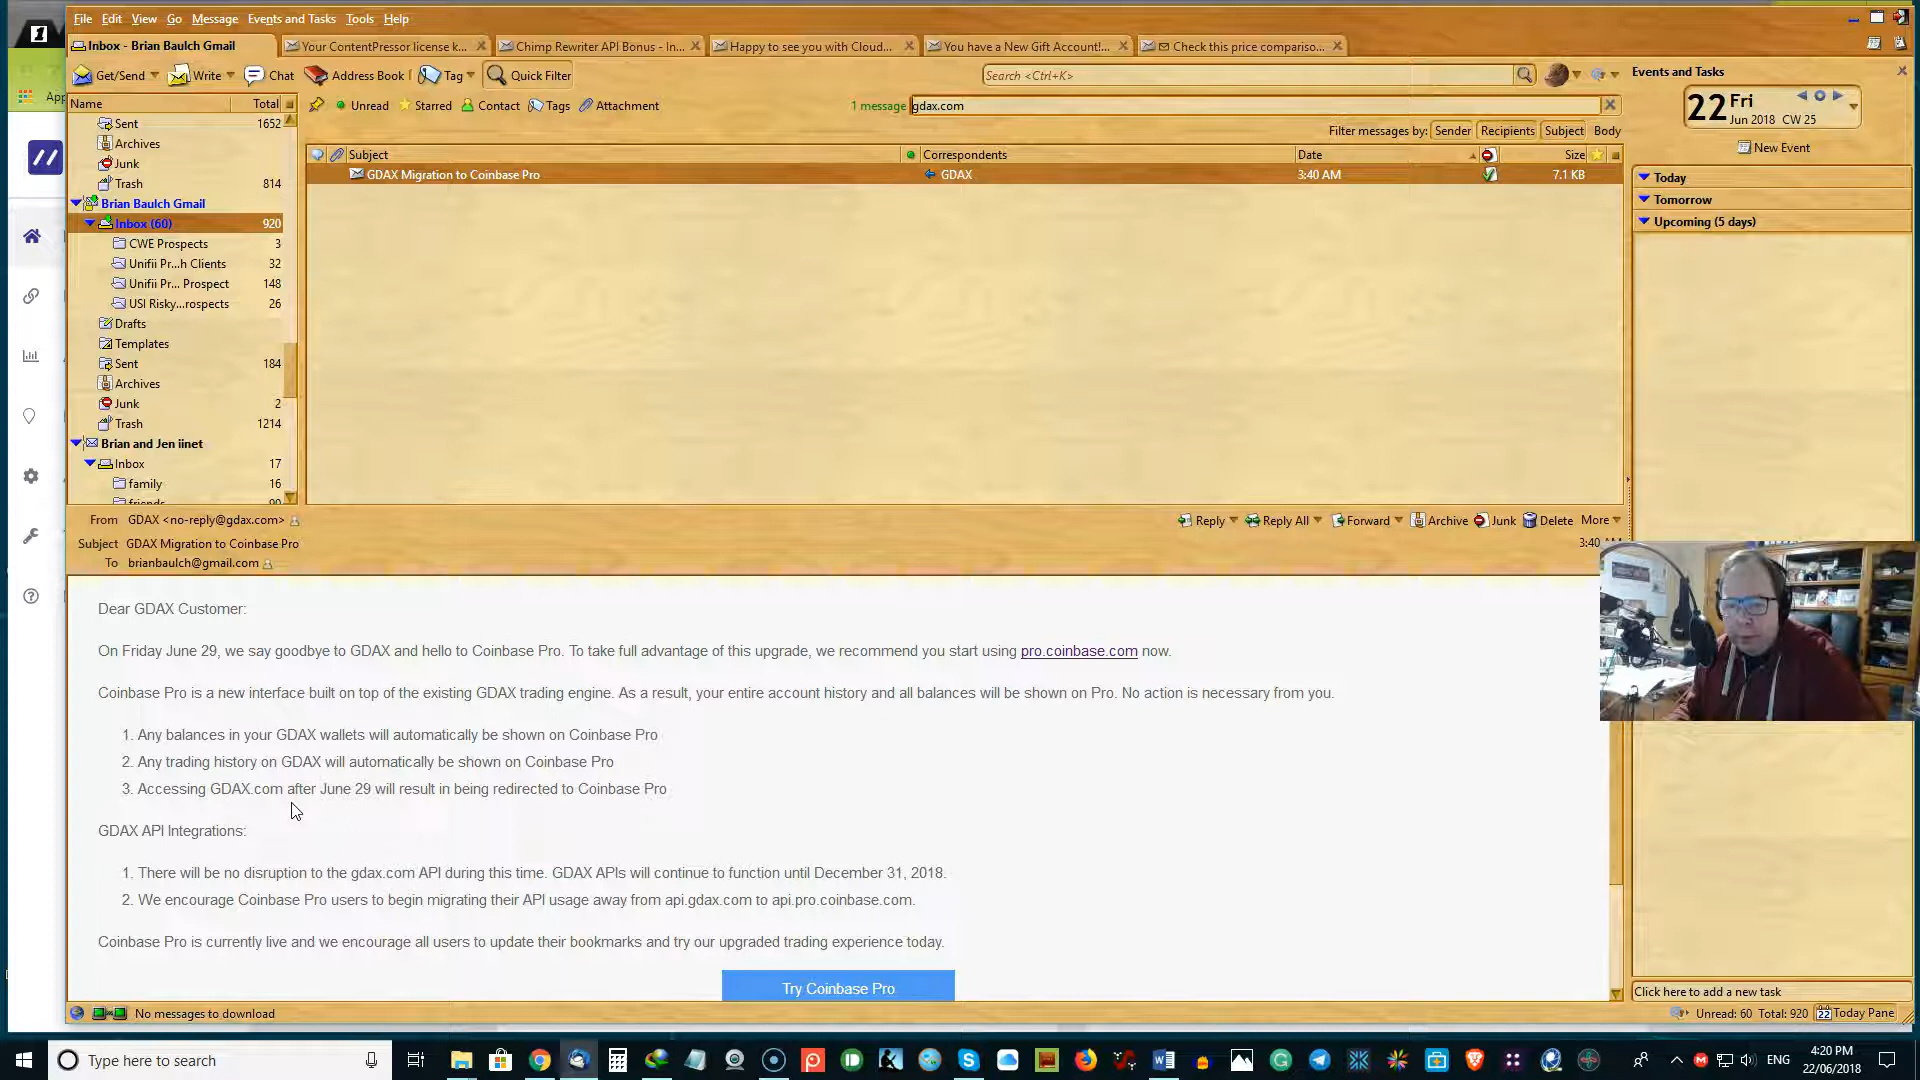 File Edit View Go Message Events and Tasks Tools Help
Inbox - Brian Baulch Gmail
Your ContentPressor license k...
Chimp Rewriter API Bonus - In...
Happy to see you with Cloud...
You have a New Gift Account!...
Check this price compariso...
Get/Send Write Chat Address Book Tag Quick Filter
Search <Ctrl+K>
Events and Tasks
App
Name Total
Unread Starred Contact Tags Attachment
1 message gdax.com
22 Fri
Jun 2018 CW 25
Filter messages by: Sender Recipients Subject Body
New Event
Sent 1652
Archives
Junk
Trash 814
Brian Baulch Gmail
Inbox (60) 920
CWE Prospects 3
Unifii Pr...h Clients 32
Unifii Pr... Prospect 148
USI Risky...rospects 26
Drafts
Templates
Sent 184
Archives
Junk 2
Trash 1214
Brian and Jen iinet
Inbox 17
family 16
friends 90
Subject Correspondents Date Size
GDAX Migration to Coinbase Pro GDAX 3:40 AM 7.1 KB
Today
Tomorrow
Upcoming (5 days)
From GDAX <no-reply@gdax.com>
Reply Reply All Forward Archive Junk Delete More
Subject GDAX Migration to Coinbase Pro
3:40
To brianbaulch@gmail.com
Dear GDAX Customer:
On Friday June 29, we say goodbye to GDAX and hello to Coinbase Pro. To take full advantage of this upgrade, we recommend you start using pro.coinbase.com now.
Coinbase Pro is a new interface built on top of the existing GDAX trading engine. As a result, your entire account history and all balances will be shown on Pro. No action is necessary from you.
1. Any balances in your GDAX wallets will automatically be shown on Coinbase Pro
2. Any trading history on GDAX will automatically be shown on Coinbase Pro
3. Accessing GDAX.com after June 29 will result in being redirected to Coinbase Pro
GDAX API Integrations:
1. There will be no disruption to the gdax.com API during this time. GDAX APIs will continue to function until December 31, 2018.
2. We encourage Coinbase Pro users to begin migrating their API usage away from api.gdax.com to api.pro.coinbase.com.
Coinbase Pro is currently live and we encourage all users to update their bookmarks and try our upgraded trading experience today.
Try Coinbase Pro
Click here to add a new task
No messages to download
Unread: 60 Total: 920 22 Today Pane
Type here to search
ENG
4:20 PM
22/06/2018